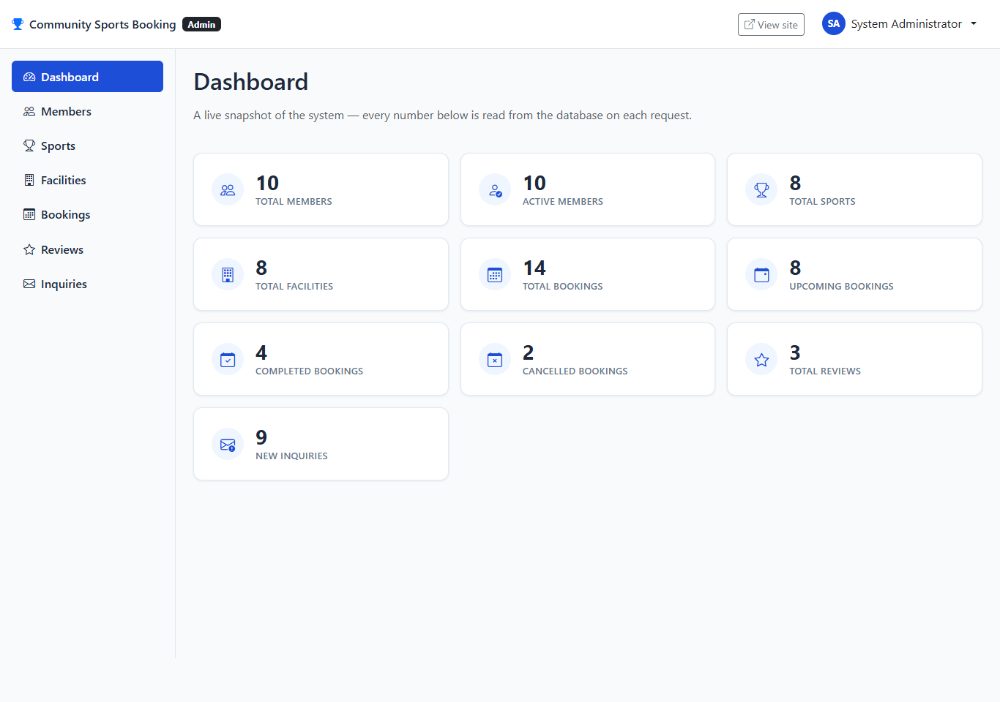 Community Sports Booking Admin
View site
SA System Administrator
Dashboard
Members
Sports
Facilities
Bookings
Reviews
Inquiries
Dashboard
A live snapshot of the system — every number below is read from the database on each request.
10
TOTAL MEMBERS
10
ACTIVE MEMBERS
8
TOTAL SPORTS
8
TOTAL FACILITIES
14
TOTAL BOOKINGS
8
UPCOMING BOOKINGS
4
COMPLETED BOOKINGS
2
CANCELLED BOOKINGS
3
TOTAL REVIEWS
9
NEW INQUIRIES